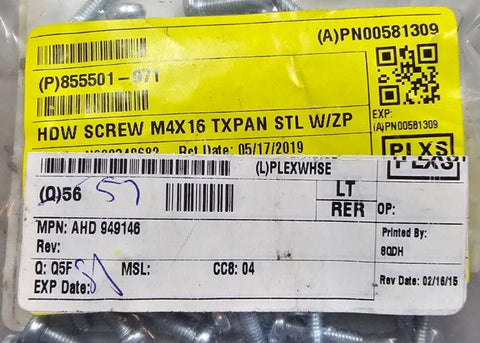 (A)PN00581309
(P)855501-971
EXP:
(A)PN00581309
HDW SCREW M4X16 TXPAN STL W/ZP
Rct Date: 05/17/2019
PLXS
(L)PLEXWHSE
PLXS
(Q)56 57
LT
RER OP:
MPN: AHD 949146
Rev:
Printed By:
8QDH
Q: Q5F MSL: CC8: 04
EXP Date:
Rev Date: 02/16/15